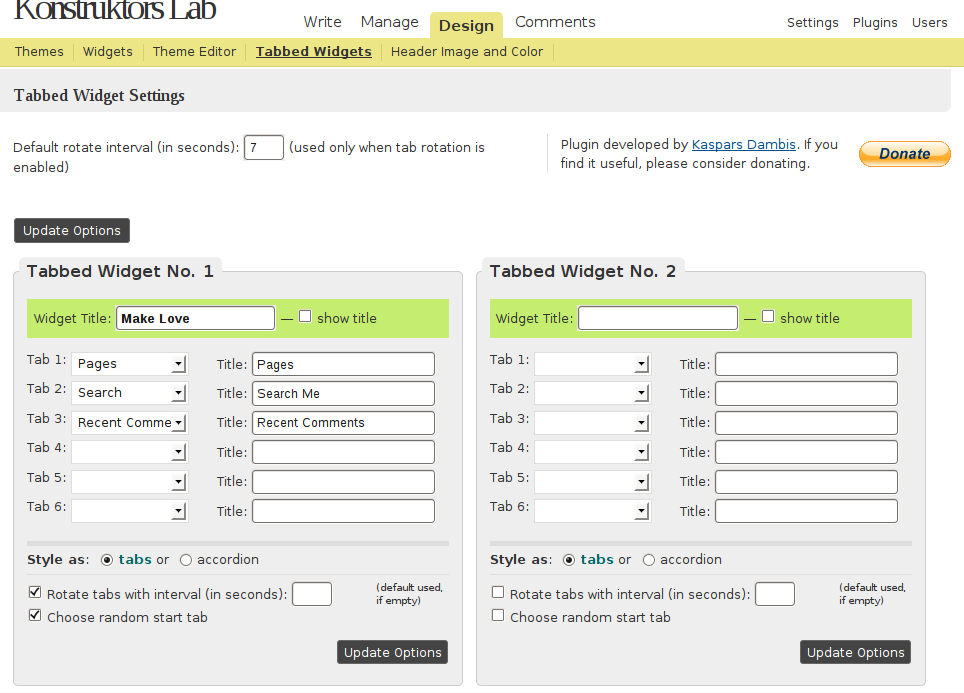 Konstruktors Lab
Write Manage Design Comments Settings Plugins Users
Themes Widgets Theme Editor Tabbed Widgets Header Image and Color
Tabbed Widget Settings
Default rotate interval (in seconds): 7 (used only when tab rotation is
enabled)
Plugin developed by Kaspars Dambis. If you
find it useful, please consider donating.
Donate
Update Options
Tabbed Widget No. 1
Widget Title: Make Love — show title
Tab 1: Pages Title: Pages
Tab 2: Search Title: Search Me
Tab 3: Recent Comme Title: Recent Comments
Tab 4: Title:
Tab 5: Title:
Tab 6: Title:
Style as: tabs or accordion
Rotate tabs with interval (in seconds): (default used,
if empty)
Choose random start tab
Update Options
Tabbed Widget No. 2
Widget Title: — show title
Tab 1: Title:
Tab 2: Title:
Tab 3: Title:
Tab 4: Title:
Tab 5: Title:
Tab 6: Title:
Style as: tabs or accordion
Rotate tabs with interval (in seconds): (default used,
if empty)
Choose random start tab
Update Options